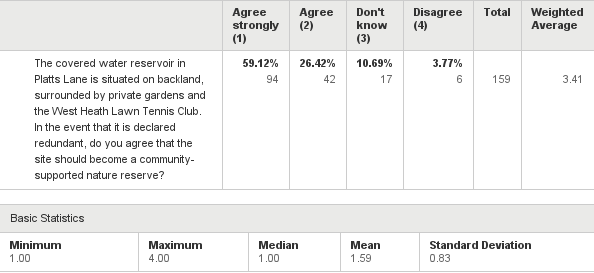 Agree strongly (1) Agree (2) Don't know (3) Disagree (4) Total Weighted Average
The covered water reservoir in 59.12% 26.42% 10.69% 3.77%
Platts Lane is situated on backland, 94 42 17 6 159 3.41
surrounded by private gardens and
the West Heath Lawn Tennis Club.
In the event that it is declared
redundant, do you agree that the
site should become a community-
supported nature reserve?
Basic Statistics
Minimum Maximum Median Mean Standard Deviation
1.00 4.00 1.00 1.59 0.83